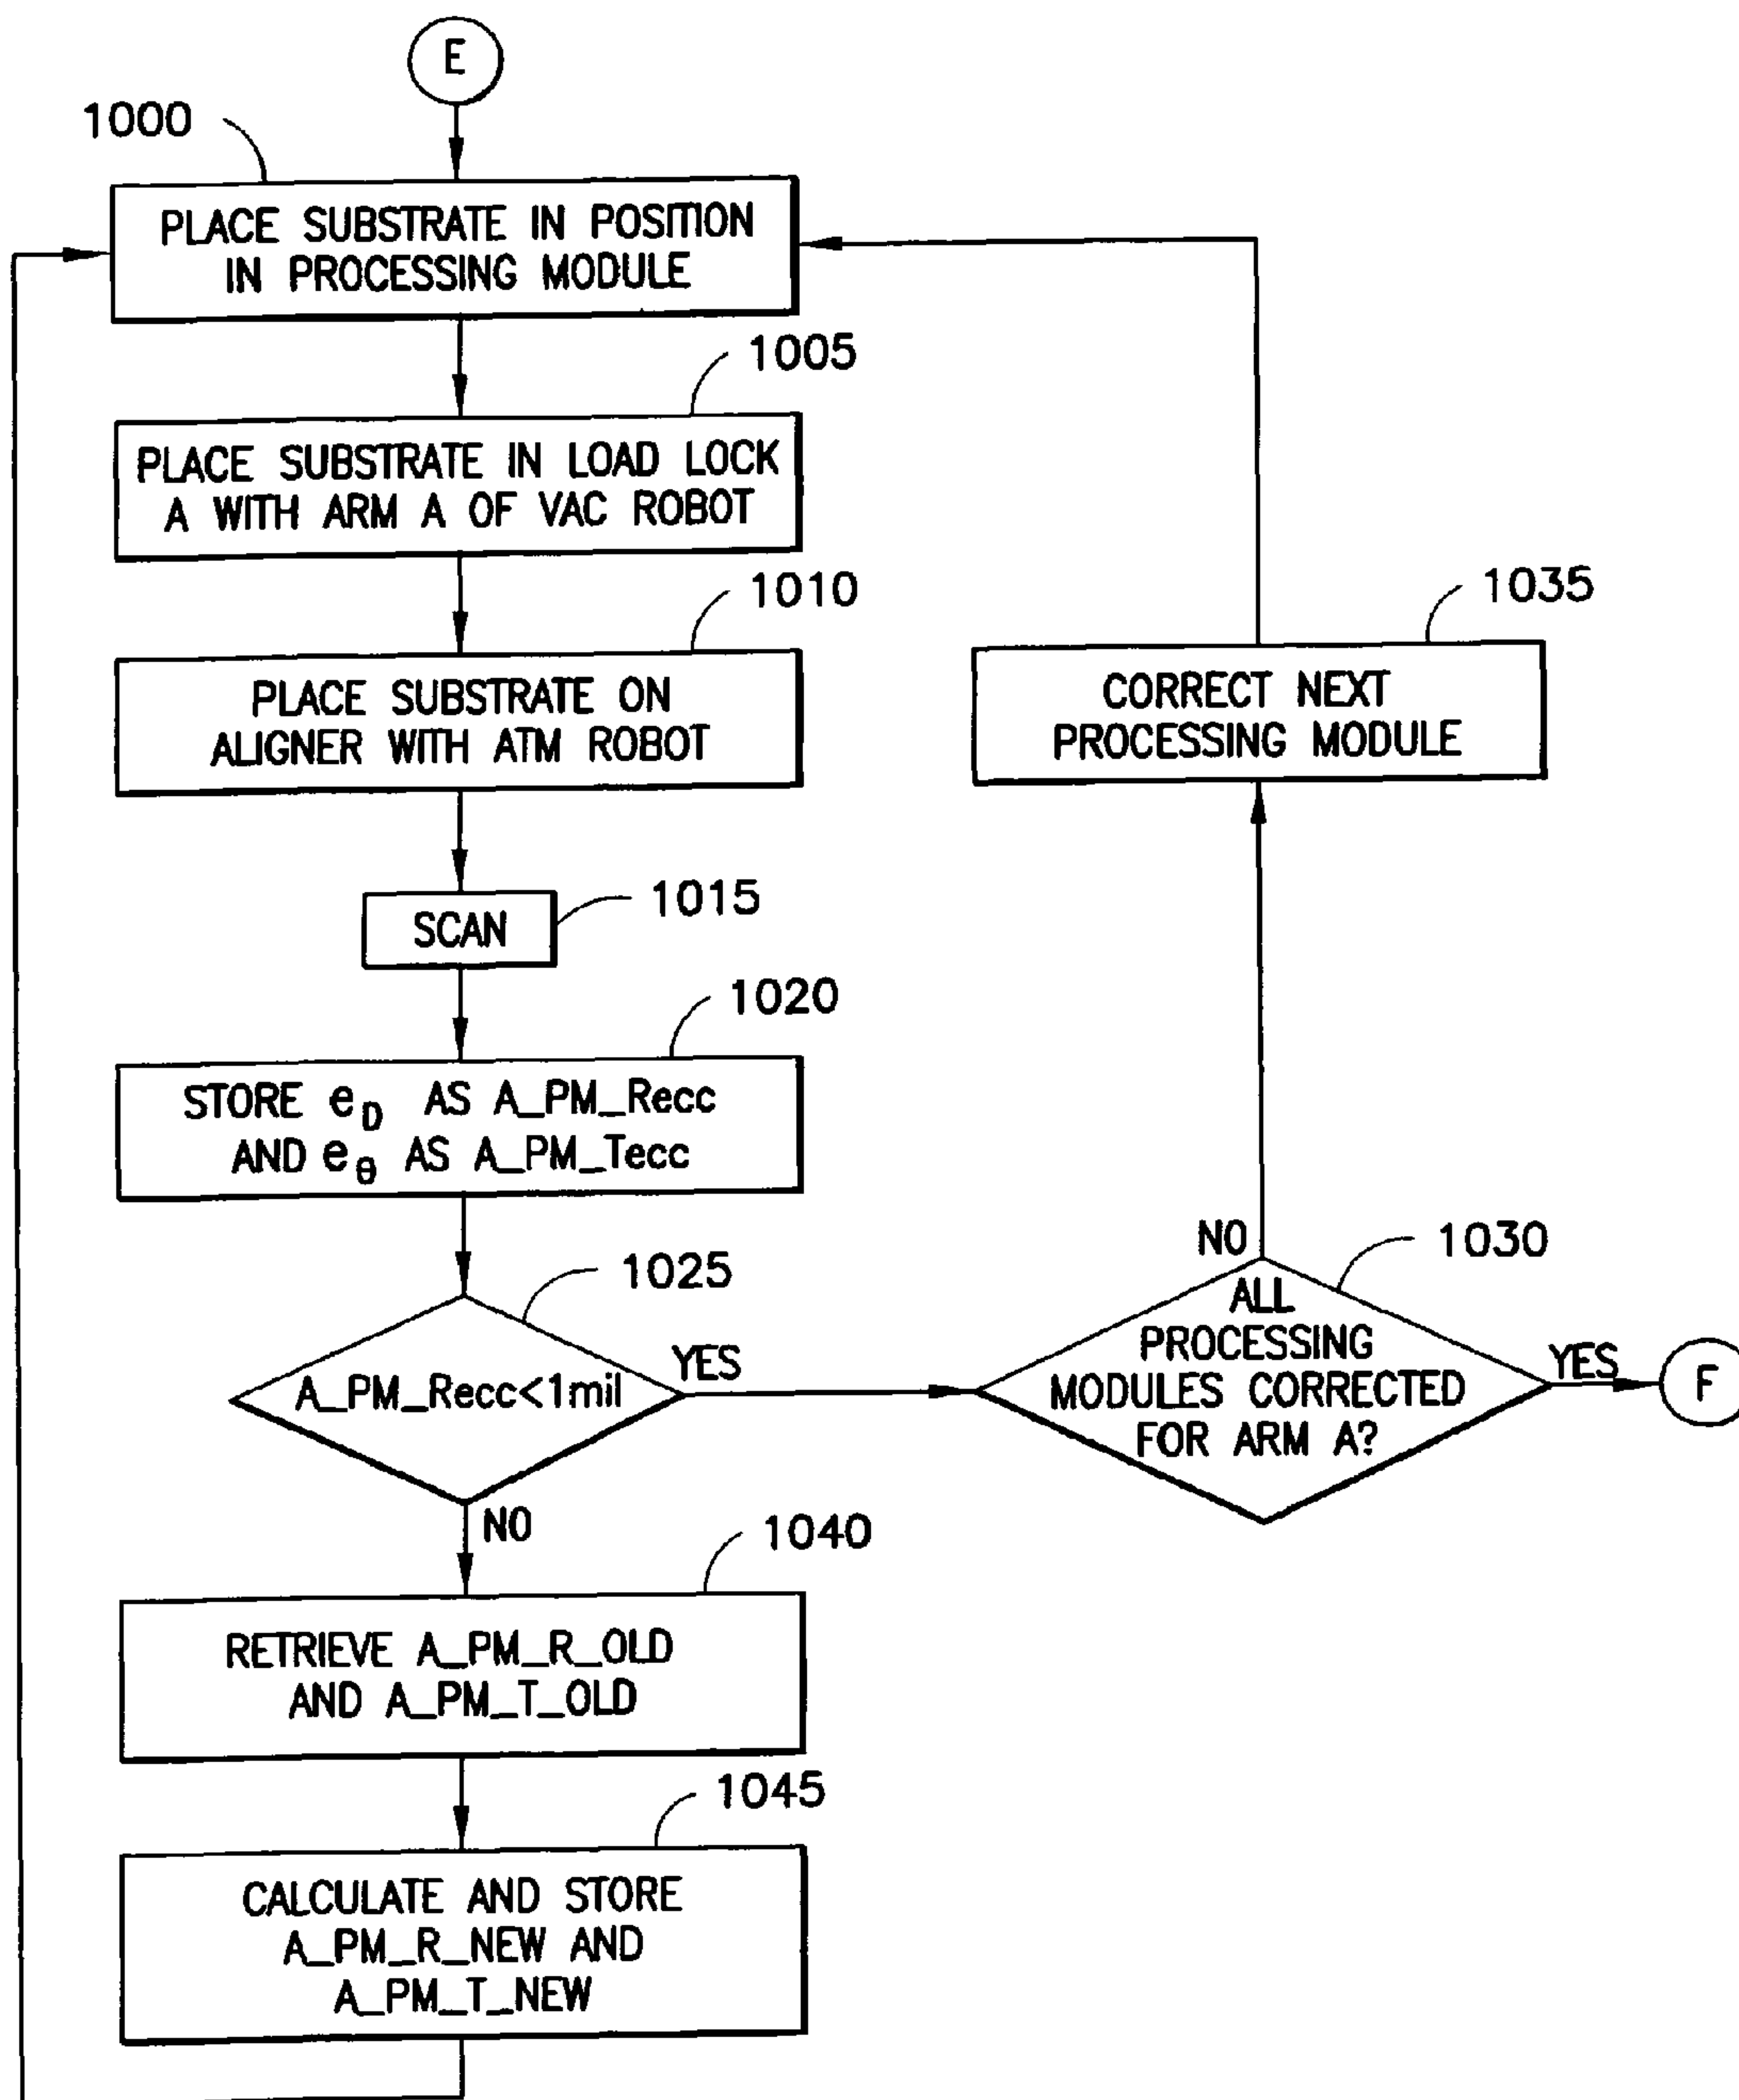 E
1000
PLACE SUBSTRATE IN POSITION
IN PROCESSING MODULE
1005
PLACE SUBSTRATE IN LOAD LOCK
A WITH ARM A OF VAC ROBOT
1010
PLACE SUBSTRATE ON
ALIGNER WITH ATM ROBOT
1015
SCAN
1020
STORE eD AS A_PM_Recc
AND eθ AS A_PM_Tecc
1025
A_PM_Recc<1mil
YES
NO
1030
ALL
PROCESSING
MODULES CORRECTED
FOR ARM A?
NO
YES
F
1035
CORRECT NEXT
PROCESSING MODULE
1040
RETRIEVE A_PM_R_OLD
AND A_PM_T_OLD
1045
CALCULATE AND STORE
A_PM_R_NEW AND
A_PM_T_NEW